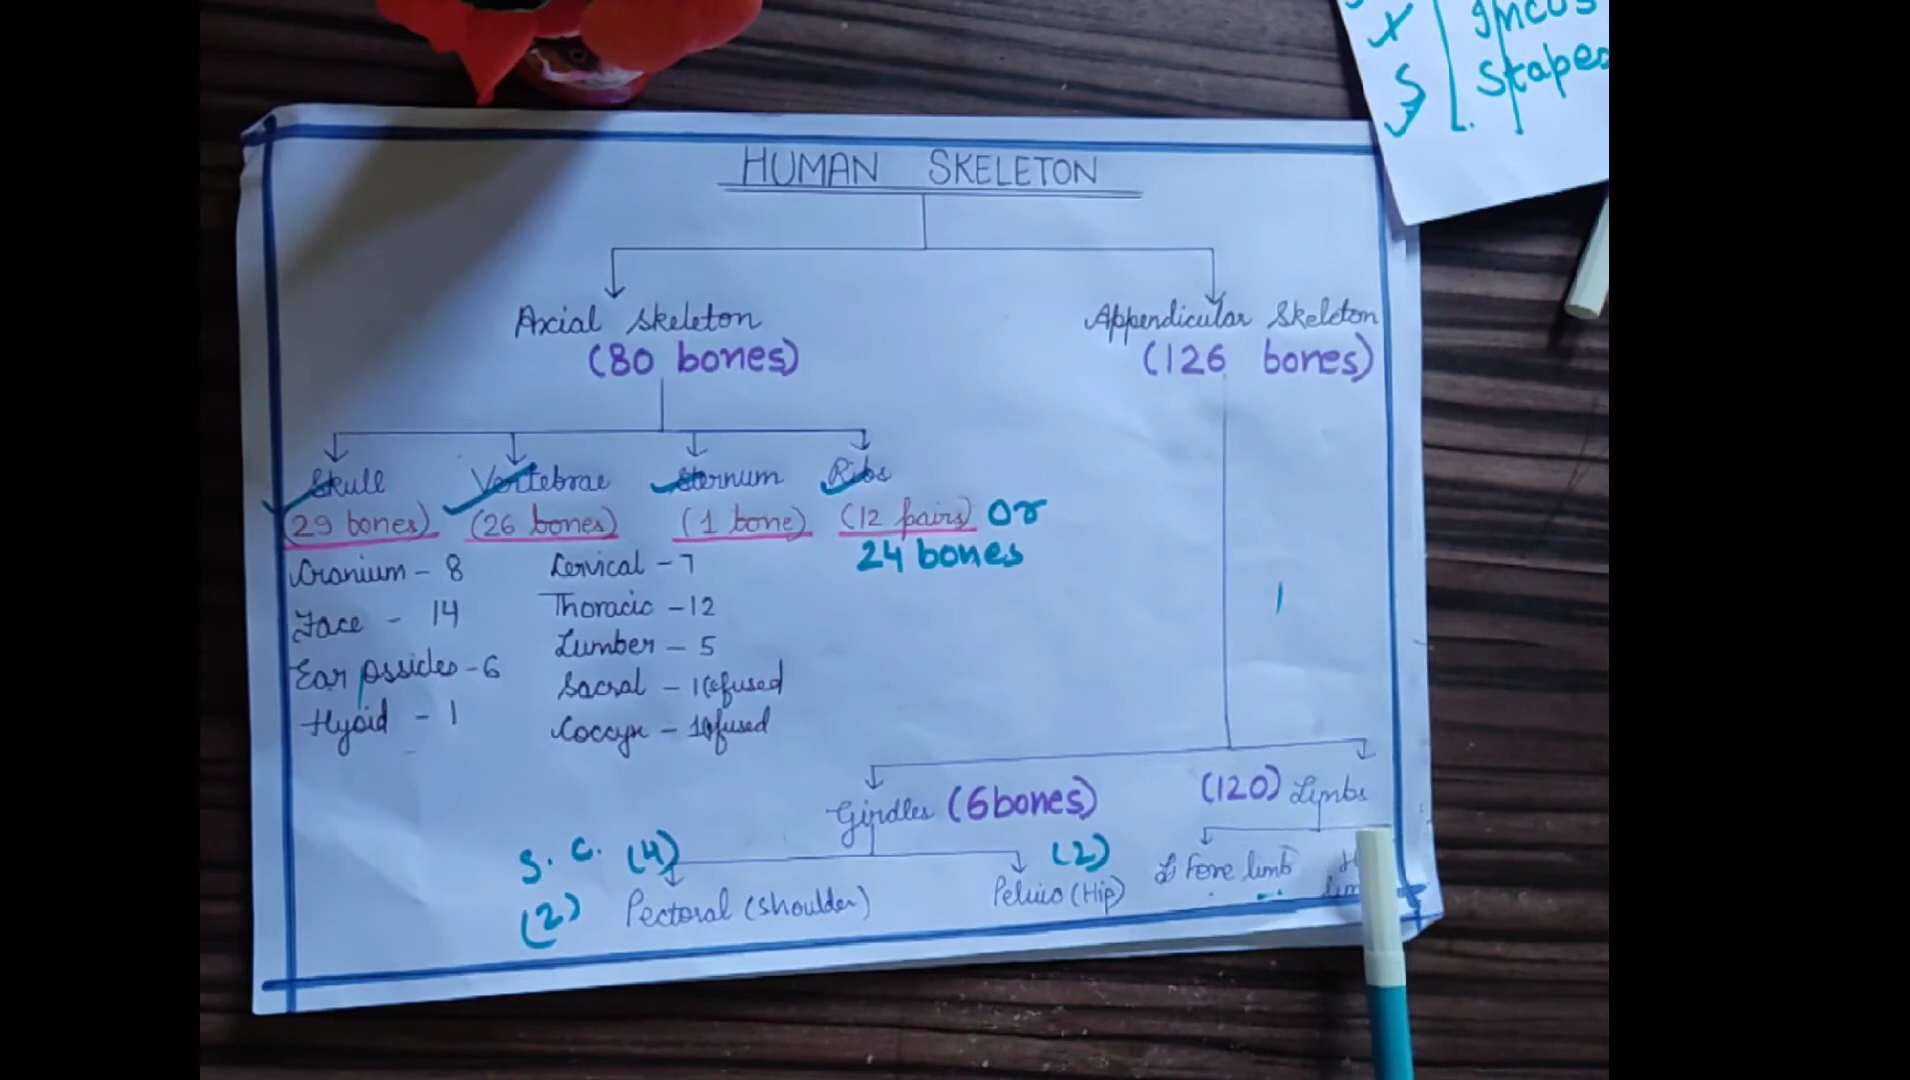 Incus
S Stapes
HUMAN SKELETON
Axial Skeleton
Appendicular Skeleton
(80 bones)
(126 bones)
Skull Vertebrae Sternum Ribs
(29 bones) (26 bones) (1 bone) (12 pairs) Or
24 bones
Cranium - 8
Face - 14
Ear ossicles - 6
Hyoid - 1
Cervical - 7
Thoracic - 12
Lumber - 5
Sacral - 1 fused
Coccyx - 1 fused
Girdles (6 bones)
(120) Limbs
S. C. (4)
(2)
Pectoral (shoulder)
(2)
Pelvic (Hip)
Fore limb